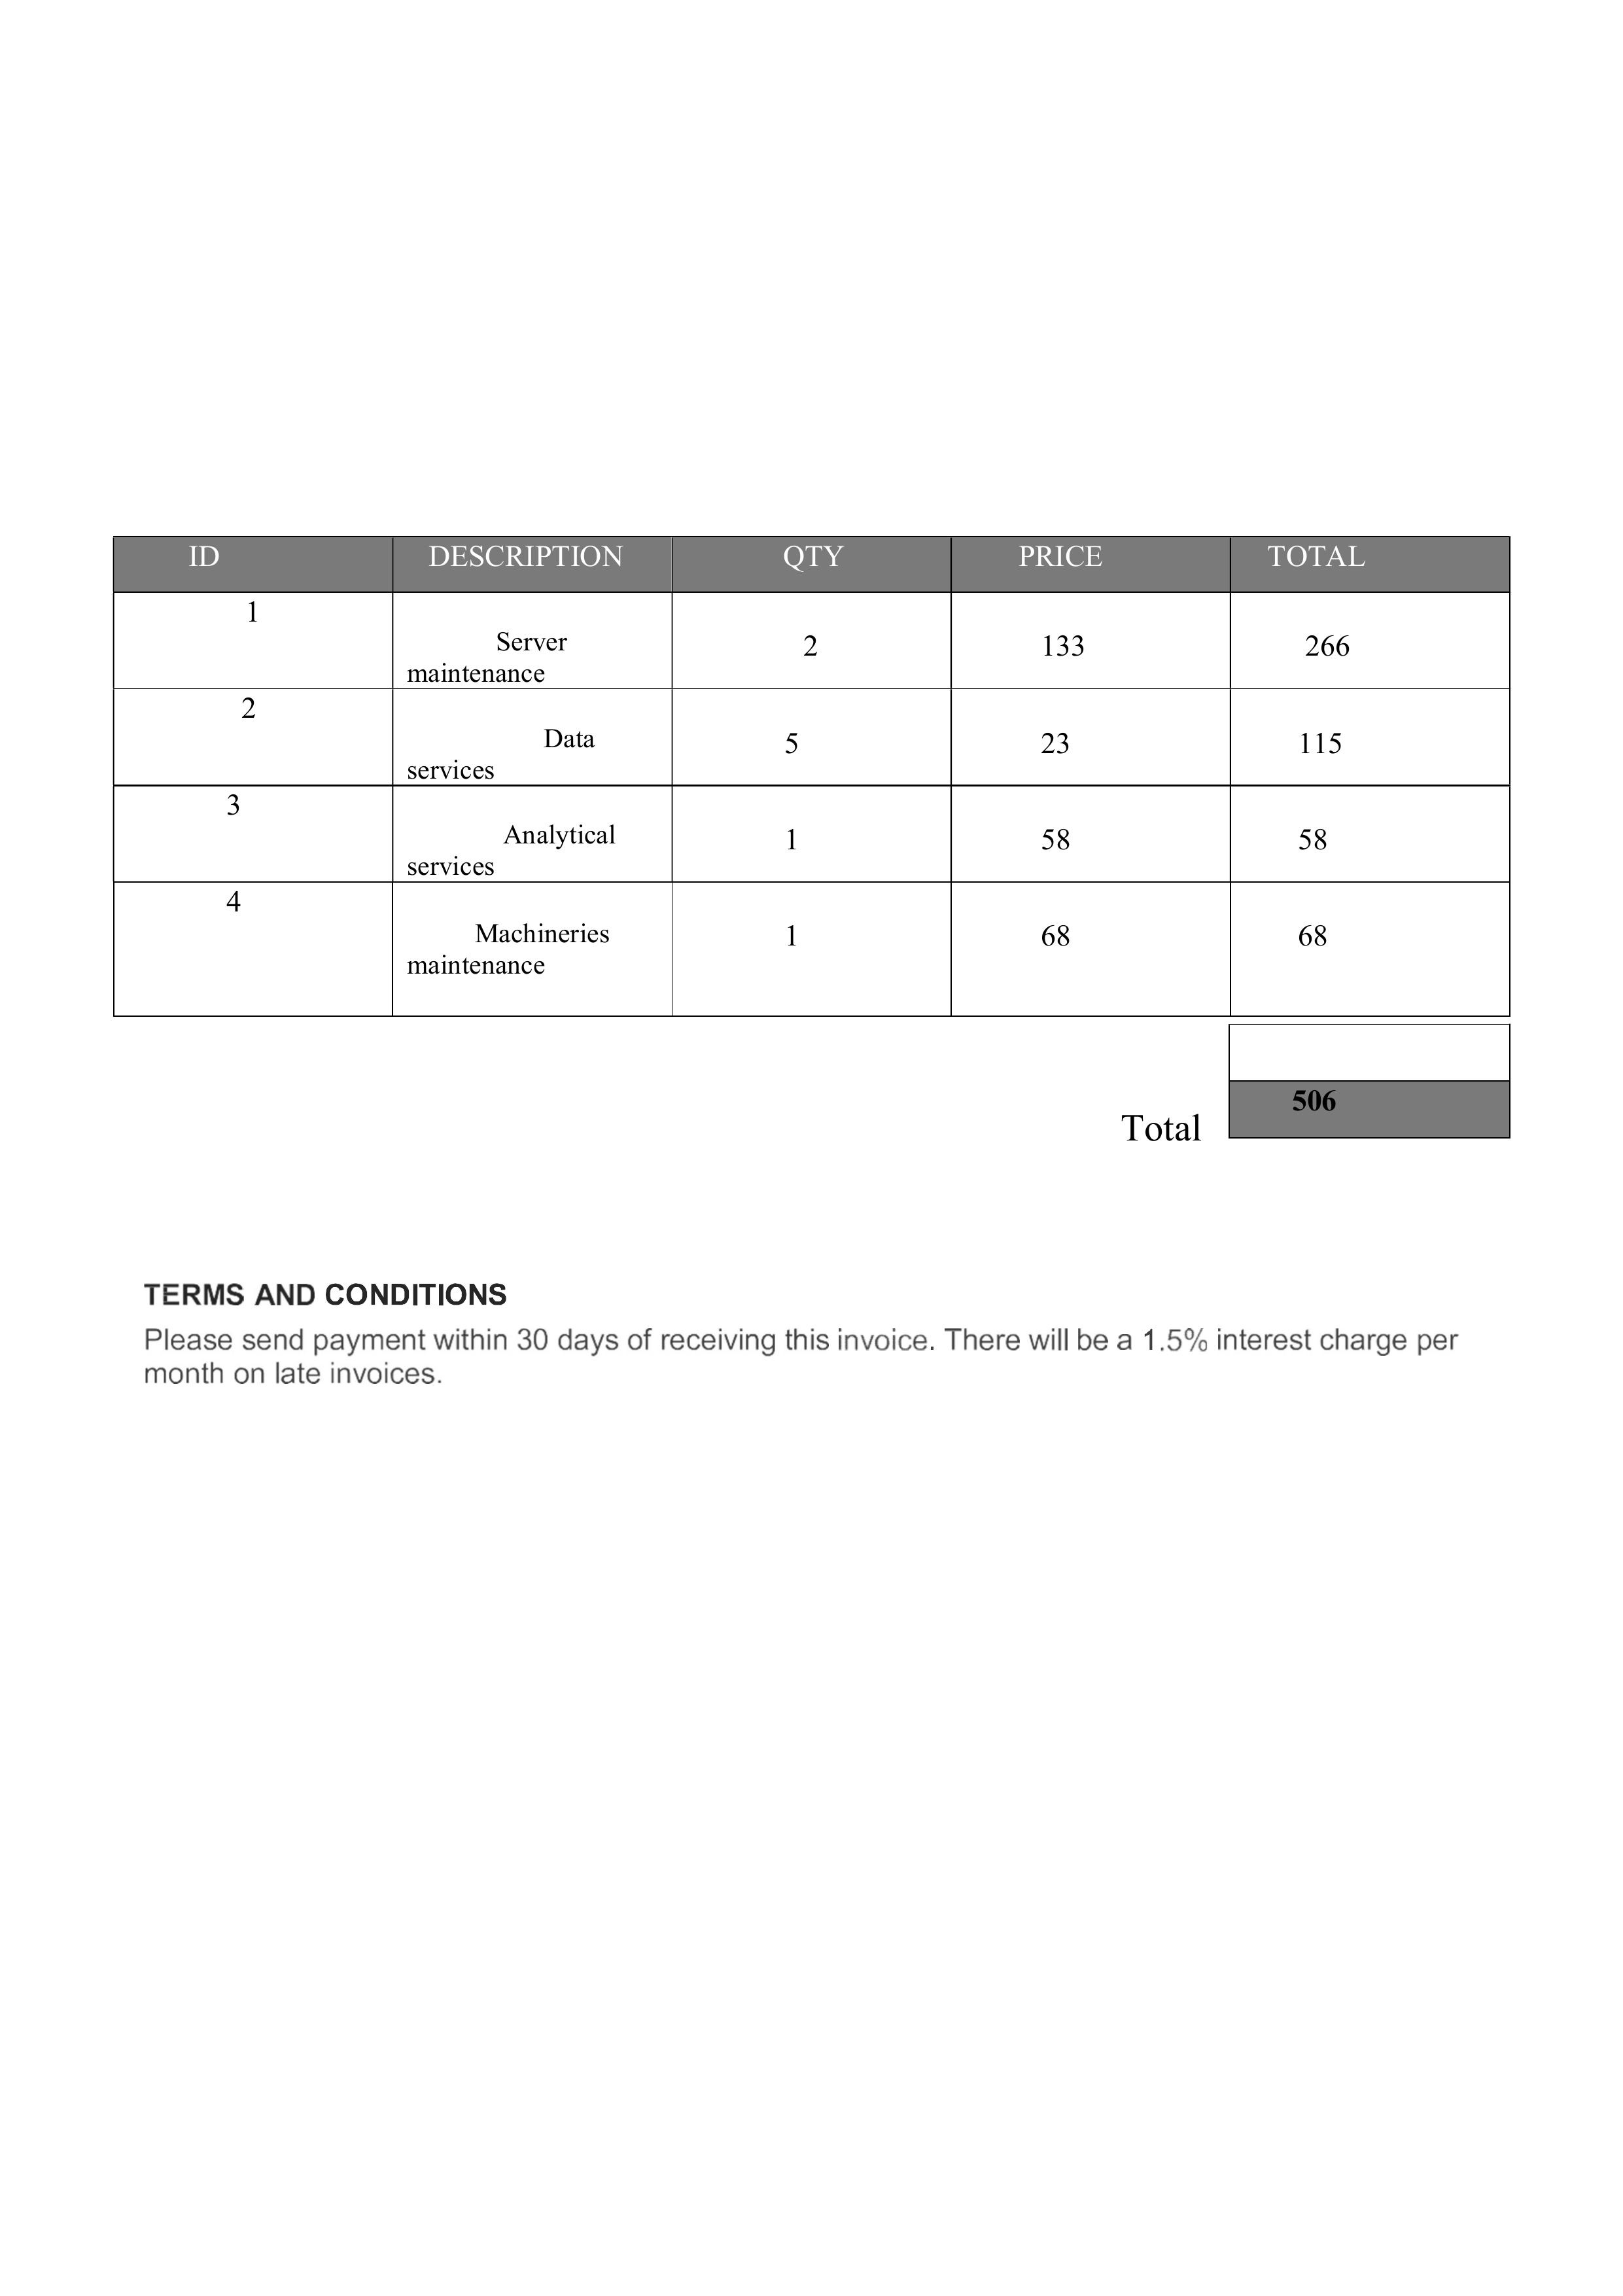 ID DESCRIPTION QTY PRICE TOTAL
1
Server
maintenance
2 133 266
2
Data
services
5 23 115
3
Analytical
services
1 58 58
4
Machineries
maintenance
1 68 68
506
Total
TERMS AND CONDITIONS
Please send payment within 30 days of receiving this invoice. There will be a 1.5% interest charge per
month on late invoices.